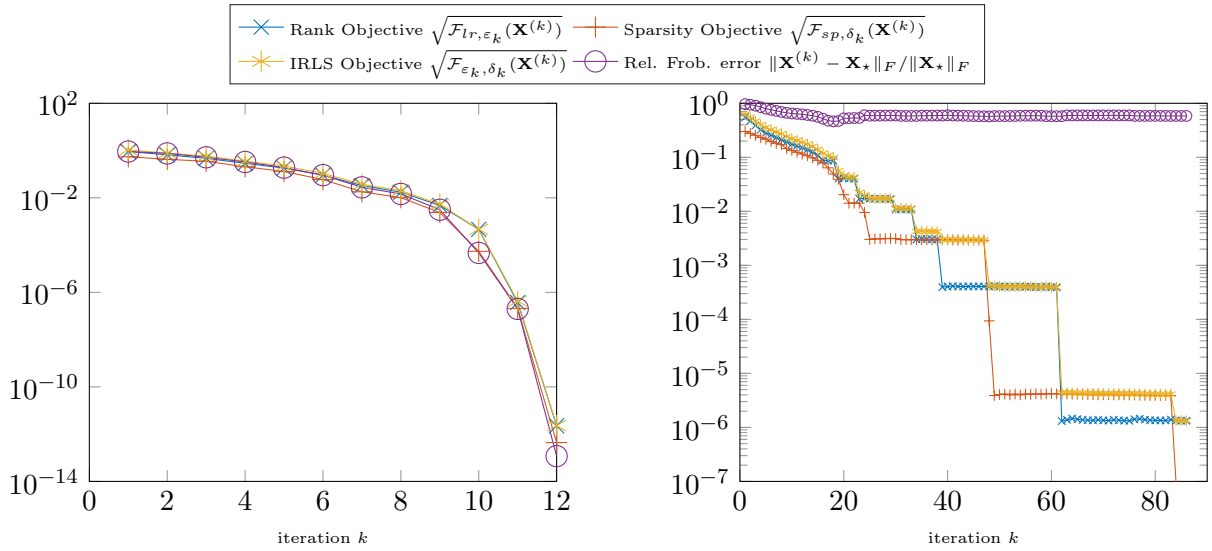 Rank Objective √F_{lr,ε_k}(X^{(k)}) Sparsity Objective √F_{sp,δ_k}(X^{(k)})
IRLS Objective √F_{ε_k,δ_k}(X^{(k)}) Rel. Frob. error ‖X^{(k)} − X_⋆‖_F/‖X_⋆‖_F
10^2
10^{−2}
10^{−6}
10^{−10}
10^{−14}
0 2 4 6 8 10 12
iteration k
10^0
10^{−1}
10^{−2}
10^{−3}
10^{−4}
10^{−5}
10^{−6}
10^{−7}
0 20 40 60 80
iteration k